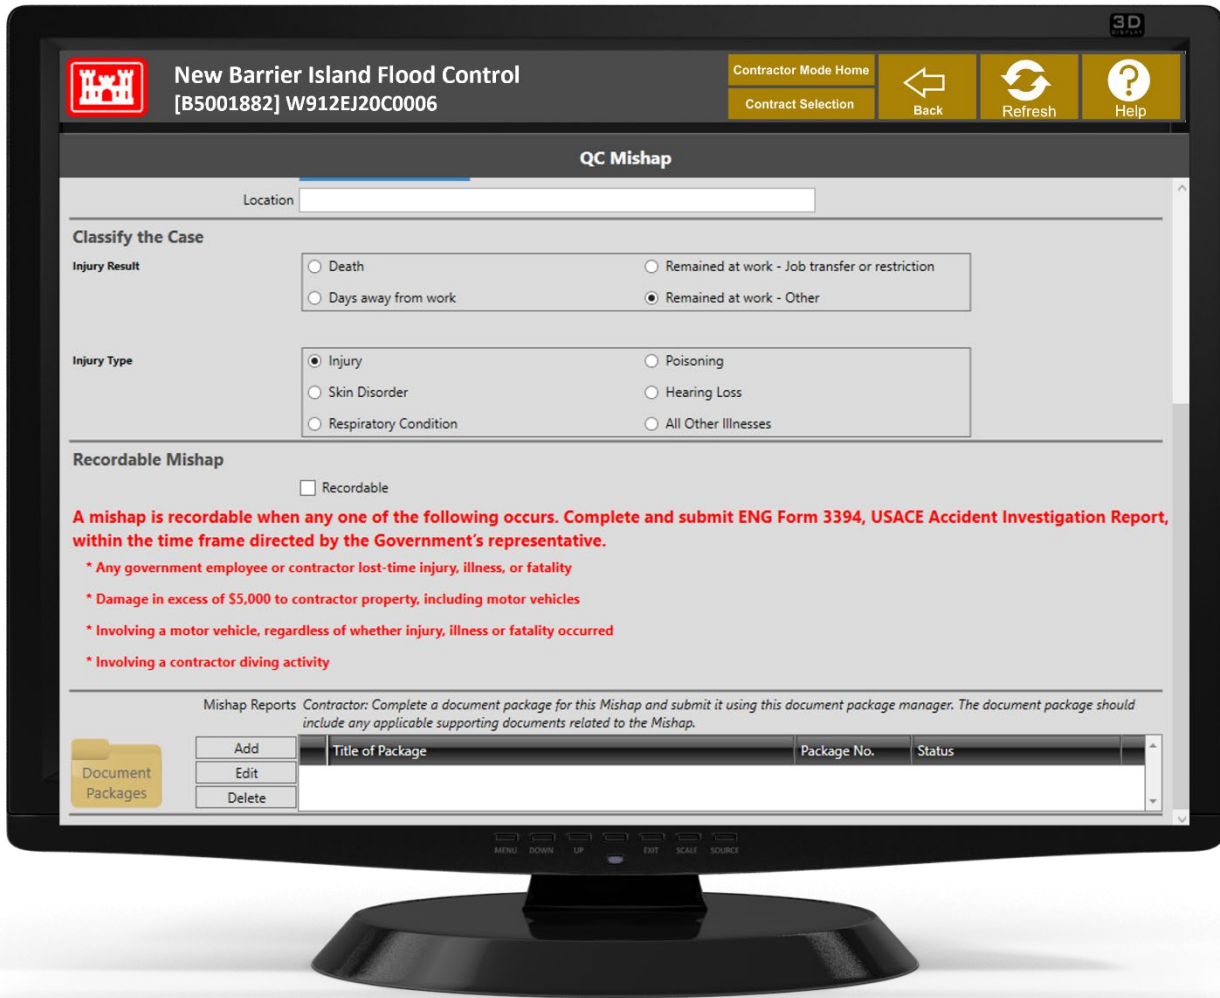 3D
DISPLAY
New Barrier Island Flood Control
[B5001882] W912EJ20C0006
Contractor Mode Home
Contract Selection
Back
Refresh
Help
QC Mishap
Location
Classify the Case
Injury Result
Death
Remained at work - Job transfer or restriction
Days away from work
Remained at work - Other
Injury Type
Injury
Poisoning
Skin Disorder
Hearing Loss
Respiratory Condition
All Other Illnesses
Recordable Mishap
Recordable
A mishap is recordable when any one of the following occurs. Complete and submit ENG Form 3394, USACE Accident Investigation Report,
within the time frame directed by the Government's representative.
* Any government employee or contractor lost-time injury, illness, or fatality
* Damage in excess of $5,000 to contractor property, including motor vehicles
* Involving a motor vehicle, regardless of whether injury, illness or fatality occurred
* Involving a contractor diving activity
Mishap Reports Contractor: Complete a document package for this Mishap and submit it using this document package manager. The document package should
include any applicable supporting documents related to the Mishap.
Document
Packages
Add
Edit
Delete
Title of Package
Package No.
Status
MENU DOWN UP EXIT SCALE SOURCE